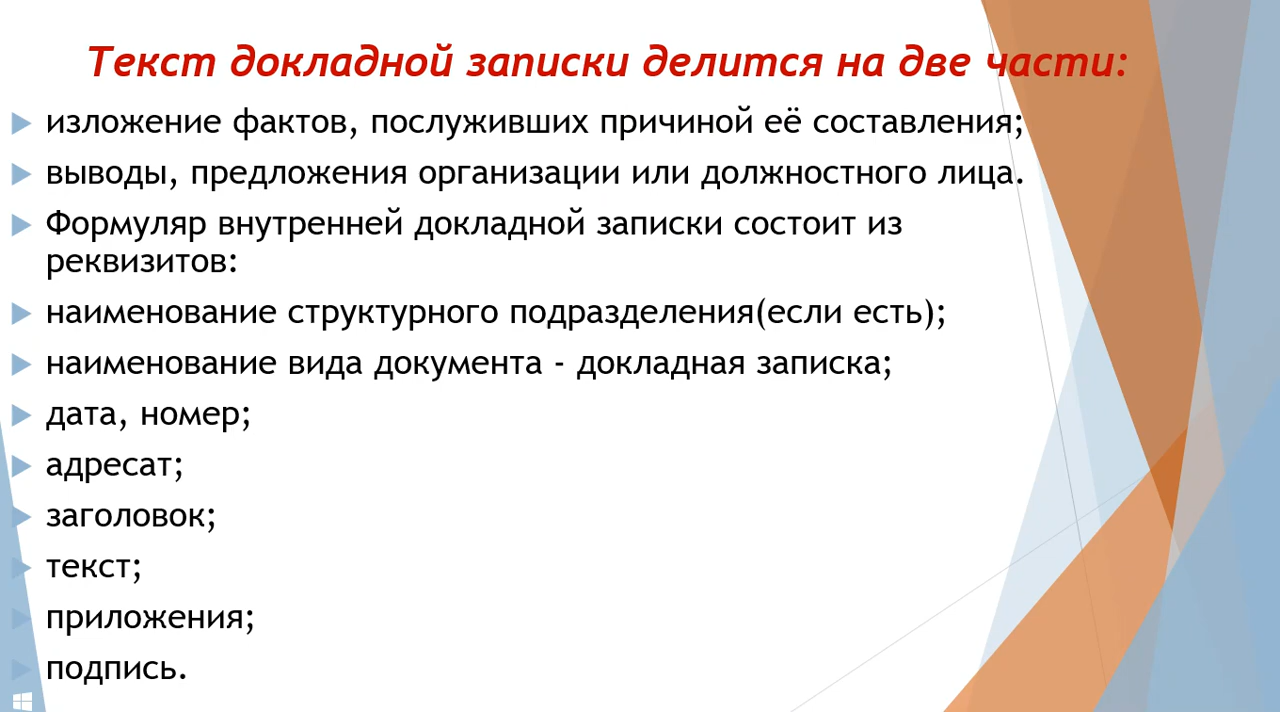 Текст докладной записки делится на две части:
изложение фактов, послуживших причиной её составления;
выводы, предложения организации или должностного лица.
Формуляр внутренней докладной записки состоит из
реквизитов:
наименование структурного подразделения(если есть);
наименование вида документа - докладная записка;
дата, номер;
адресат;
заголовок;
текст;
приложения;
подпись.